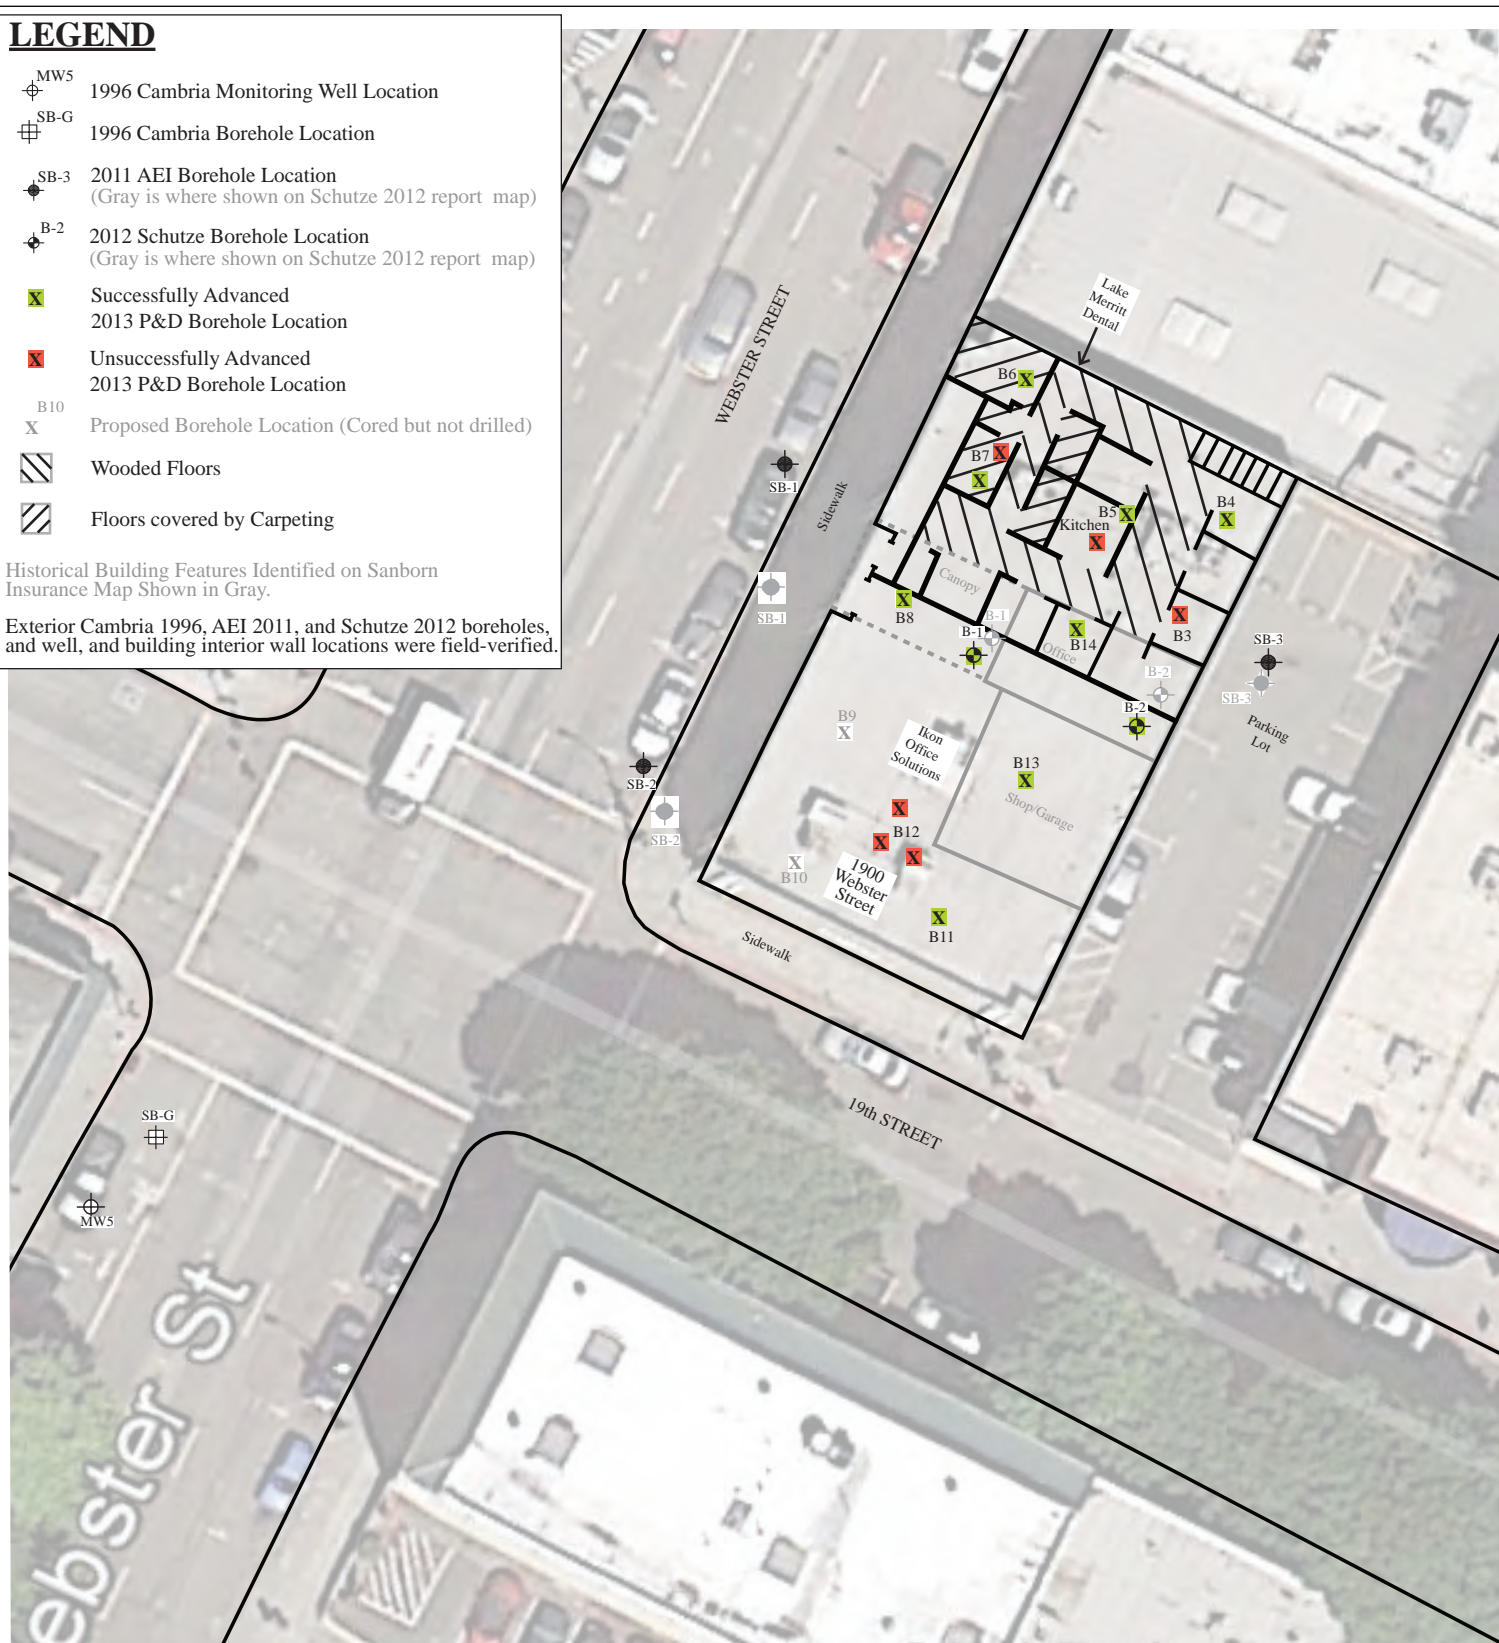 LEGEND
MW5
1996 Cambria Monitoring Well Location
SB-G
1996 Cambria Borehole Location
SB-3
2011 AEI Borehole Location
(Gray is where shown on Schutze 2012 report map)
B-2
2012 Schutze Borehole Location
(Gray is where shown on Schutze 2012 report map)
X
Successfully Advanced
2013 P&D Borehole Location
X
Unsuccessfully Advanced
2013 P&D Borehole Location
B10
X
Proposed Borehole Location (Cored but not drilled)
Wooded Floors
Floors covered by Carpeting
Historical Building Features Identified on Sanborn
Insurance Map Shown in Gray.
Exterior Cambria 1996, AEI 2011, and Schutze 2012 boreholes,
and well, and building interior wall locations were field-verified.
Lake
Merritt
Dental
WEBSTER STREET
B6
X
B7
X
X
SB-1
Sidewalk
B4
X
B5
X
Kitchen
X
Canopy
SB-1
X
B8
B-1
B-1
X
B14
Office
X
B3
SB-3
SB-3
B-2
B-2
Parking
Lot
B9
X
Ikon
Office
Solutions
SB-2
SB-2
B13
X
Shop/Garage
X
B12
X
X
X
B10
1900
Webster
Street
X
B11
Sidewalk
19th STREET
SB-G
MW5
ebster St